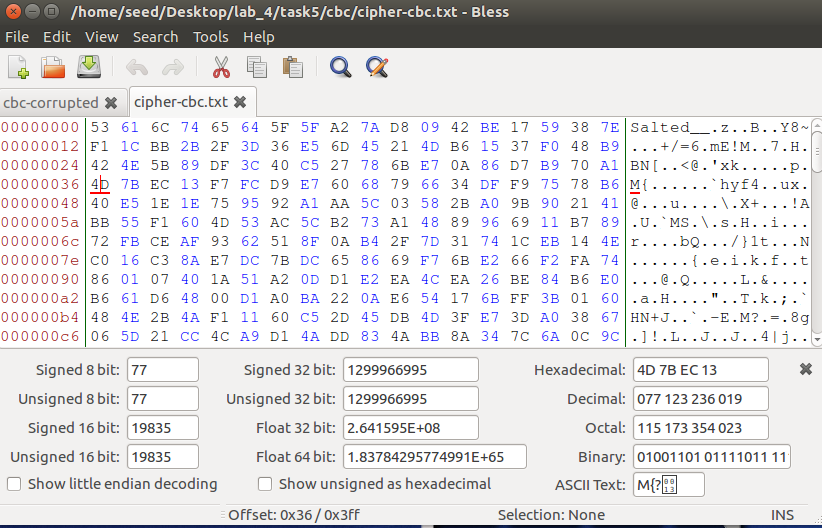 /home/seed/Desktop/lab_4/task5/cbc/cipher-cbc.txt - Bless
File Edit View Search Tools Help
cbc-corrupted cipher-cbc.txt
00000000 53 61 6C 74 65 64 5F 5F A2 7A D8 09 42 BE 17 59 38 7E Salted__.z..B..Y8~
00000012 F1 1C BB 2B 2F 3D 36 E5 6D 45 21 4D B6 15 37 F0 48 B9 ...+/=6.mE!M..7.H.
00000024 42 4E 5B 89 DF 3C 40 C5 27 78 6B E7 0A 86 D7 B9 70 A1 BN[..<@.'xk.....p.
00000036 4D 7B EC 13 F7 FC D9 E7 60 68 79 66 34 DF F9 75 78 B6 M{......`hyf4..ux.
00000048 40 E5 1E 1E 75 95 92 A1 AA 5C 03 58 2B A0 9B 90 21 41 @...u....\.X+...!A
0000005a BB 55 F1 60 4D 53 AC 5C B2 73 A1 48 89 96 69 11 B7 89 .U.`MS.\.s.H..i...
0000006c 72 FB CE AF 93 62 51 8F 0A B4 2F 7D 31 74 1C EB 14 4E r....bQ.../}1t...N
0000007e C0 16 C3 8A E7 DC 7B DC 65 86 69 F7 6B E2 66 F2 FA 74 ......{.e.i.k.f..t
00000090 86 01 07 40 1A 51 A2 0D D1 E2 EA 4C EA 26 BE 84 B6 E0 ...@.Q.....L.&....
000000a2 B6 61 D6 48 00 D1 A0 BA 22 0A E6 54 17 6B FF 3B 01 60 .a.H...."..T.k.;.`
000000b4 48 4E 2B 4A F1 11 60 C5 2D 45 DB 4D 3F E7 3D A0 38 67 HN+J..`.-E.M?.=.8g
000000c6 06 5D 21 CC 4C A9 D1 4A DD 83 4A BB 8A 34 7C 6A 0C 9C .]!.L..J..J..4|j..
Signed 8 bit: 77 Signed 32 bit: 1299966995 Hexadecimal: 4D 7B EC 13
Unsigned 8 bit: 77 Unsigned 32 bit: 1299966995 Decimal: 077 123 236 019
Signed 16 bit: 19835 Float 32 bit: 2.641595E+08 Octal: 115 173 354 023
Unsigned 16 bit: 19835 Float 64 bit: 1.83784295774991E+65 Binary: 01001101 01111011 11
Show little endian decoding Show unsigned as hexadecimal ASCII Text: M{?
Offset: 0x36 / 0x3ff Selection: None INS